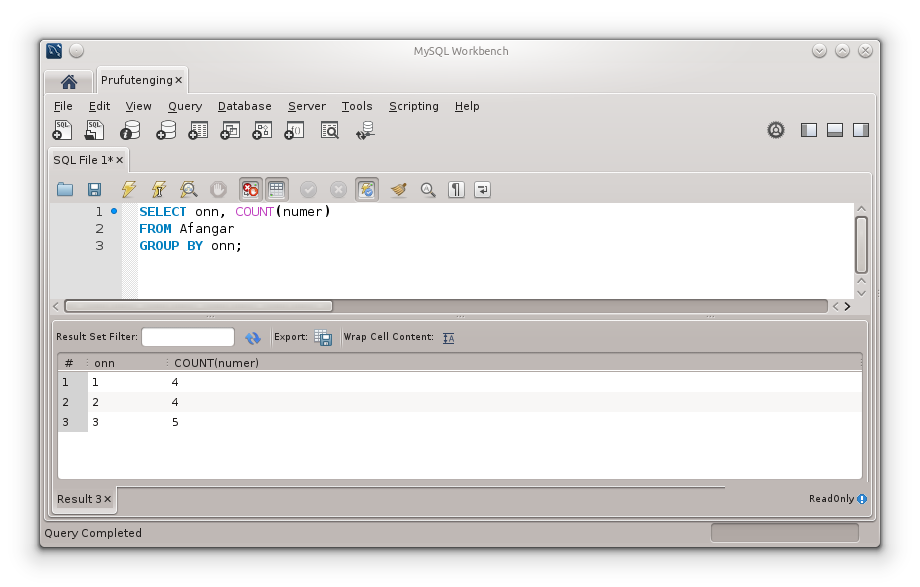 MySQL Workbench
Prufutenging
File Edit View Query Database Server Tools Scripting Help
SQL SQL
SQL File 1*
1 SELECT onn, COUNT(numer)
2 FROM Afangar
3 GROUP BY onn;
Result Set Filter: Export: Wrap Cell Content:
# onn COUNT(numer)
1 1 4
2 2 4
3 3 5
Result 3 ReadOnly
Query Completed